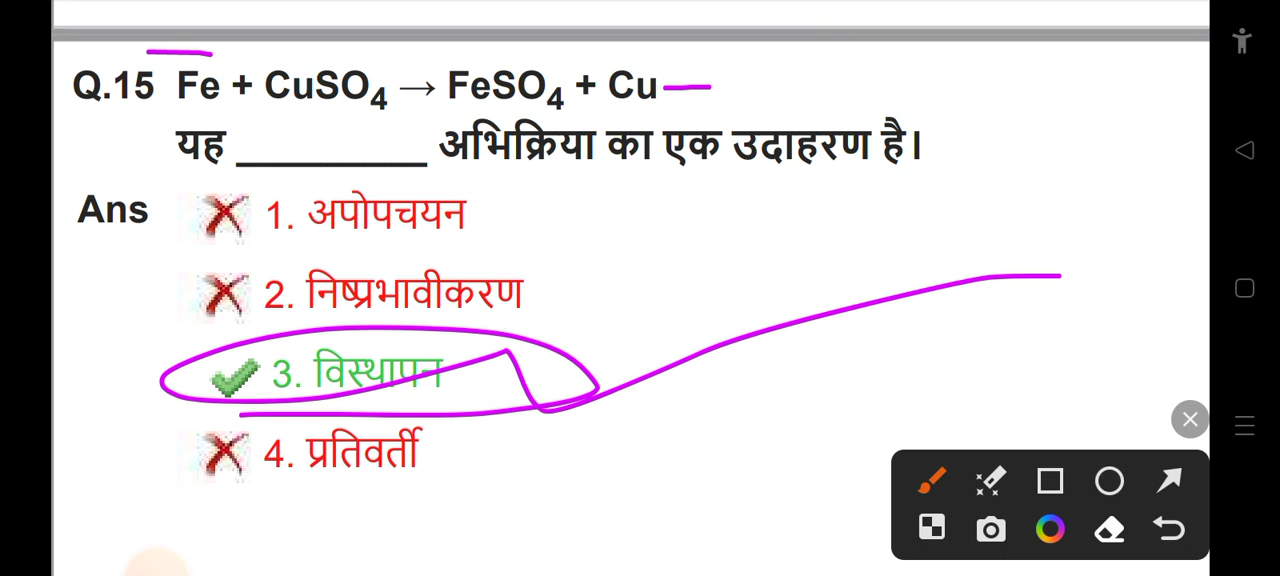 Q.15 Fe + CuSO₄ → FeSO₄ + Cu
यह ________ अभिक्रिया का एक उदाहरण है।
Ans 1. अपोपचयन
2. निष्प्रभावीकरण
3. विस्थापन
4. प्रतिवर्ती